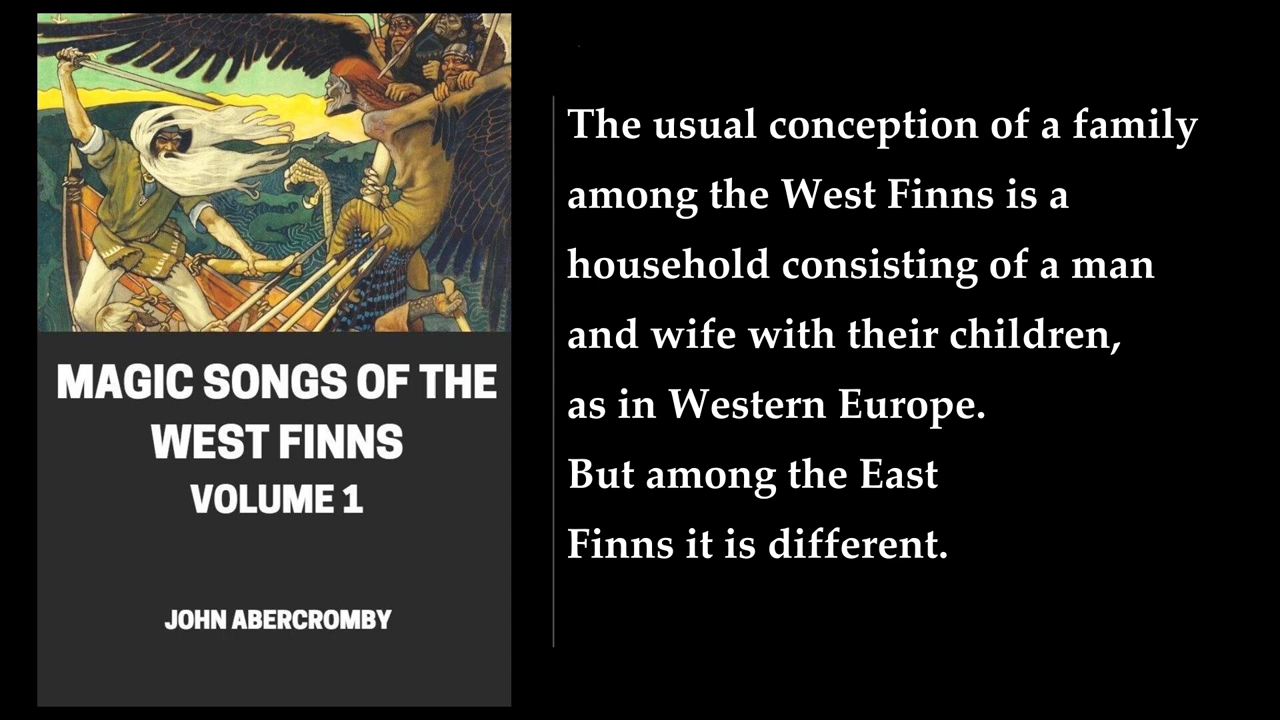 MAGIC SONGS OF THE
WEST FINNS
VOLUME 1
JOHN ABERCROMBY
The usual conception of a family
among the West Finns is a
household consisting of a man
and wife with their children,
as in Western Europe.
But among the East
Finns it is different.